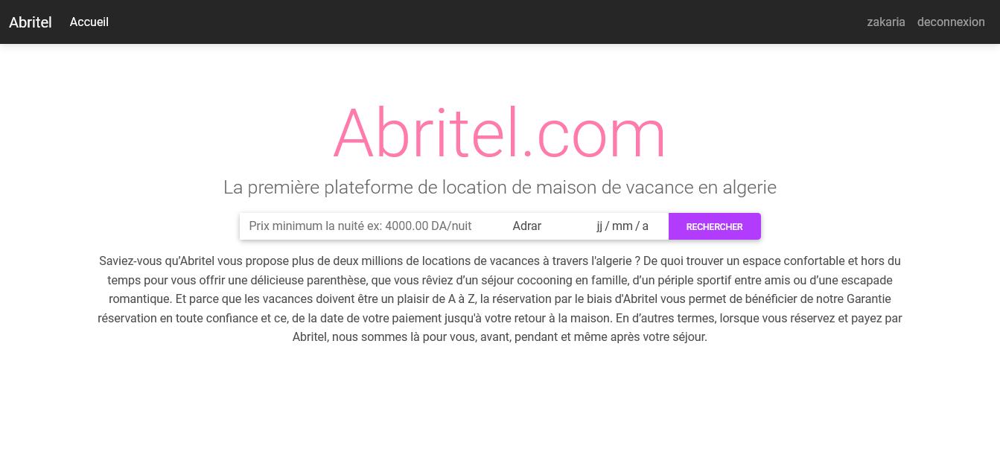 Abritel Accueil zakaria deconnexion
Abritel.com
La première plateforme de location de maison de vacance en algerie
Prix minimum la nuité ex: 4000.00 DA/nuit Adrar jj / mm / a RECHERCHER
Saviez-vous qu’Abritel vous propose plus de deux millions de locations de vacances à travers l'algerie ? De quoi trouver un espace confortable et hors du
temps pour vous offrir une délicieuse parenthèse, que vous rêviez d’un séjour cocooning en famille, d’un périple sportif entre amis ou d’une escapade
romantique. Et parce que les vacances doivent être un plaisir de A à Z, la réservation par le biais d'Abritel vous permet de bénéficier de notre Garantie
réservation en toute confiance et ce, de la date de votre paiement jusqu'à votre retour à la maison. En d’autres termes, lorsque vous réservez et payez par
Abritel, nous sommes là pour vous, avant, pendant et même après votre séjour.